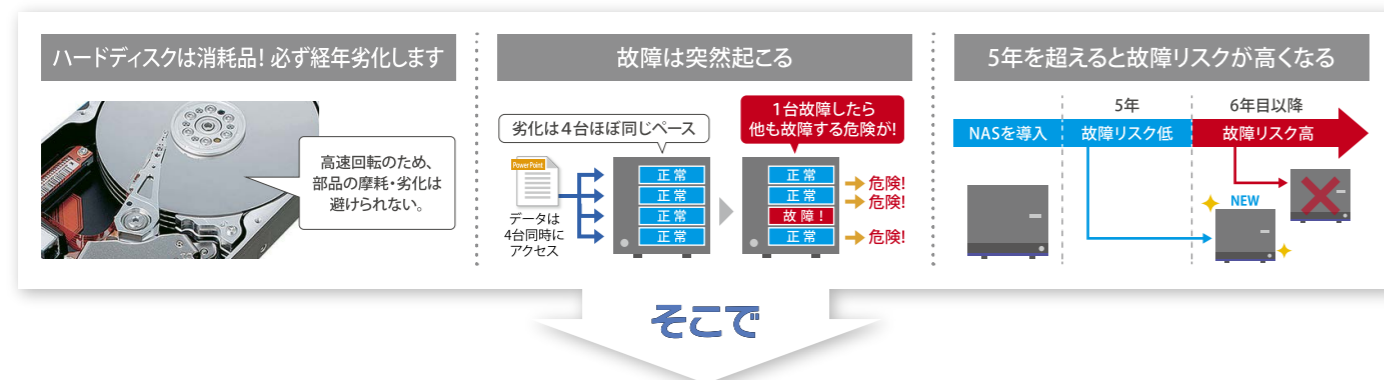 ハードディスクは消耗品！必ず経年劣化します
高速回転のため、
部品の摩耗・劣化は
避けられない。
故障は突然起こる
劣化は４台ほぼ同じペース
PowerPoint
データは
4台同時に
アクセス
正常
正常
正常
正常
１台故障したら
他も故障する危険が！
正常
正常
故障！
正常
危険！
危険！
危険！
5年を超えると故障リスクが高くなる
5年
6年目以降
NASを導入
故障リスク低
故障リスク高
NEW
そこで